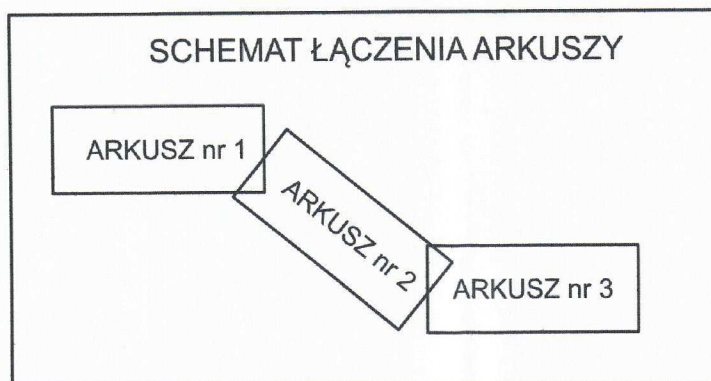 SCHEMAT ŁĄCZENIA ARKUSZY
ARKUSZ nr 1
ARKUSZ nr 2
ARKUSZ nr 3